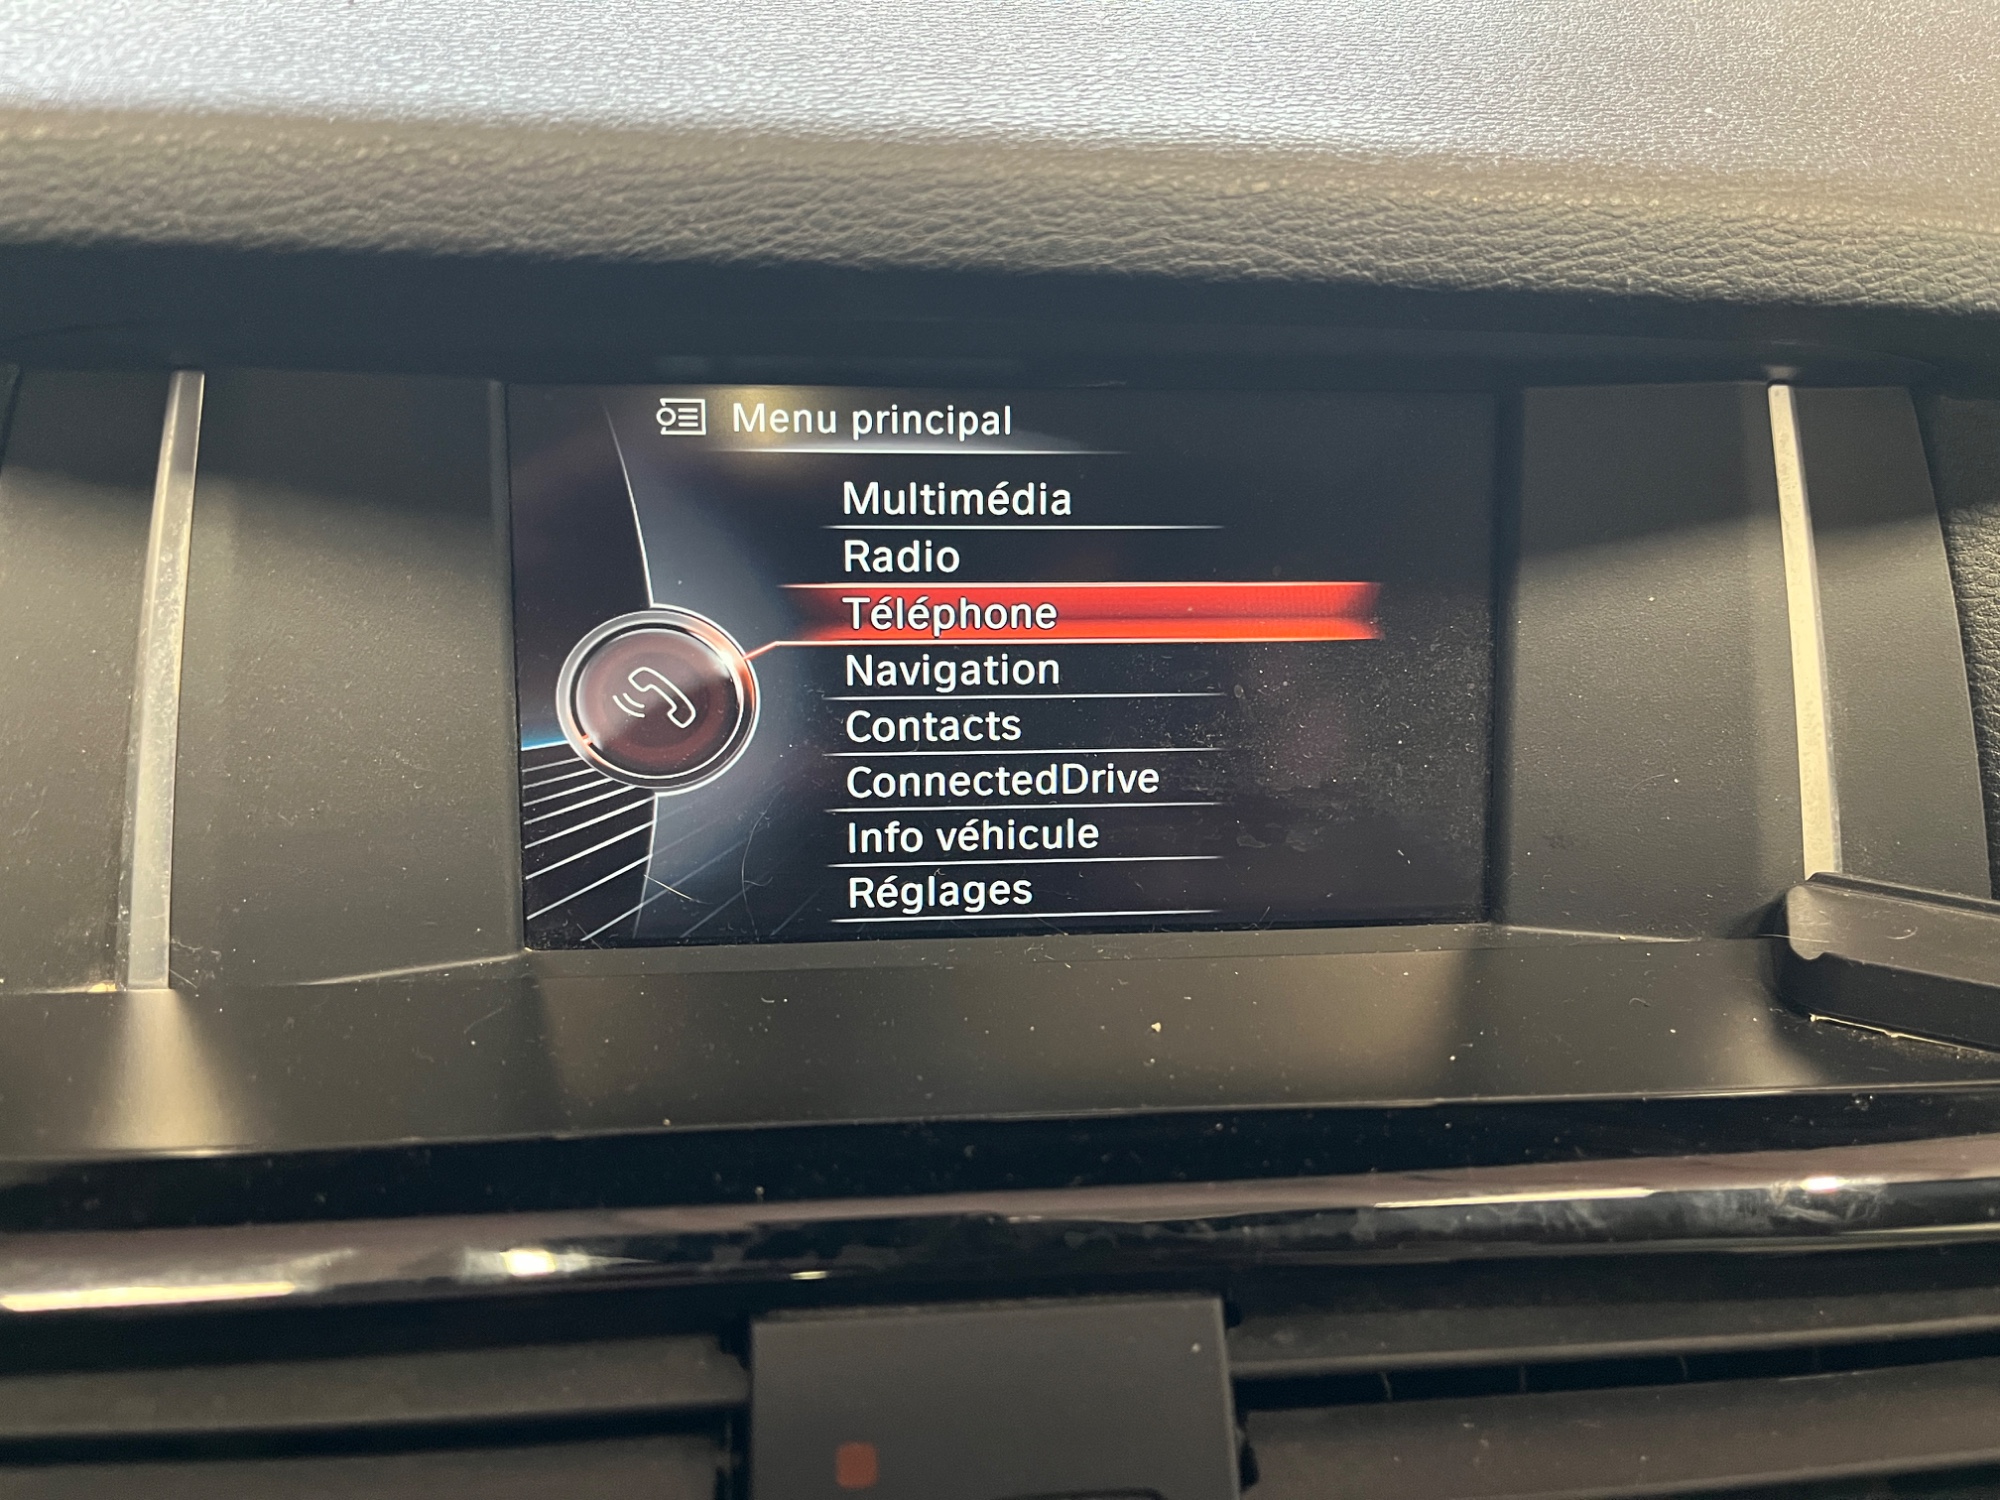 Menu principal
Multimédia
Radio
Téléphone
Navigation
Contacts
ConnectedDrive
Info véhicule
Réglages